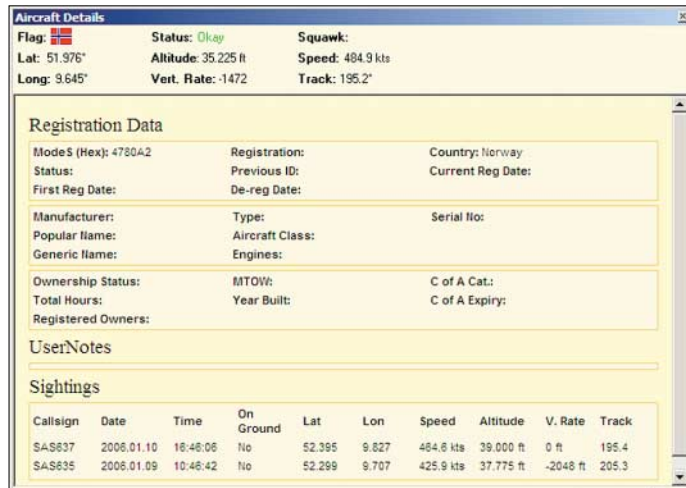 Aircraft Details
Flag: Status: Okay Squawk:
Lat: 51.976° Altitude: 35.225 ft Speed: 484.9 kts
Long: 9.645° Vert. Rate: -1472 Track: 195.2°
Registration Data
ModeS (Hex): 4780A2 Registration: Country: Norway
Status: Previous ID: Current Reg Date:
First Reg Date: De-reg Date:
Manufacturer: Type: Serial No:
Popular Name: Aircraft Class:
Generic Name: Engines:
Ownership Status: MTOW: C of A Cat.:
Total Hours: Year Built: C of A Expiry:
Registered Owners:
UserNotes
Sightings
Callsign Date Time On Ground Lat Lon Speed Altitude V. Rate Track
SAS637 2006.01.10 16:46:06 No 52.395 9.827 464.6 kts 39.000 ft 0 ft 195.4
SAS635 2006.01.09 10:46:42 No 52.299 9.707 425.9 kts 37.775 ft -2048 ft 205.3